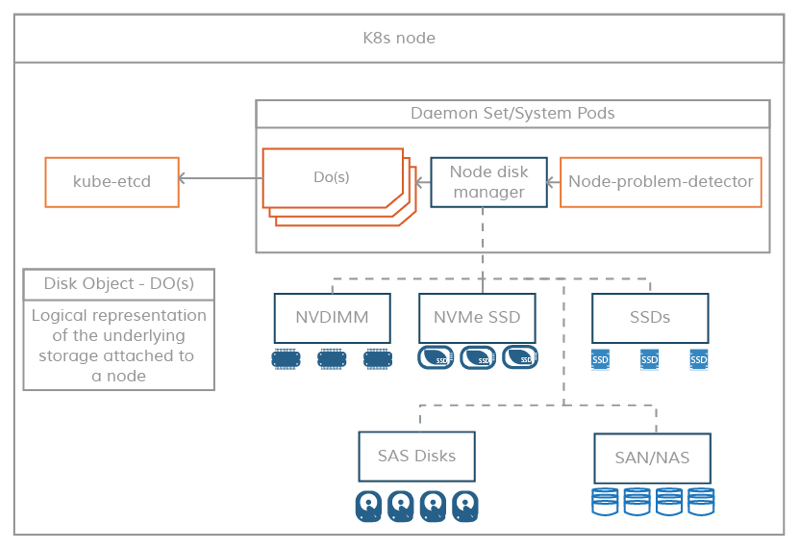 K8s node
Daemon Set/System Pods
kube-etcd
Do(s)
Node disk
manager
Node-problem-detector
Disk Object - DO(s)
Logical representation
of the underlying
storage attached to
a node
NVDIMM
NVMe SSD
SSDs
SSD
SSD
SSD
SSD
SSD
SSD
SAS Disks
SAN/NAS